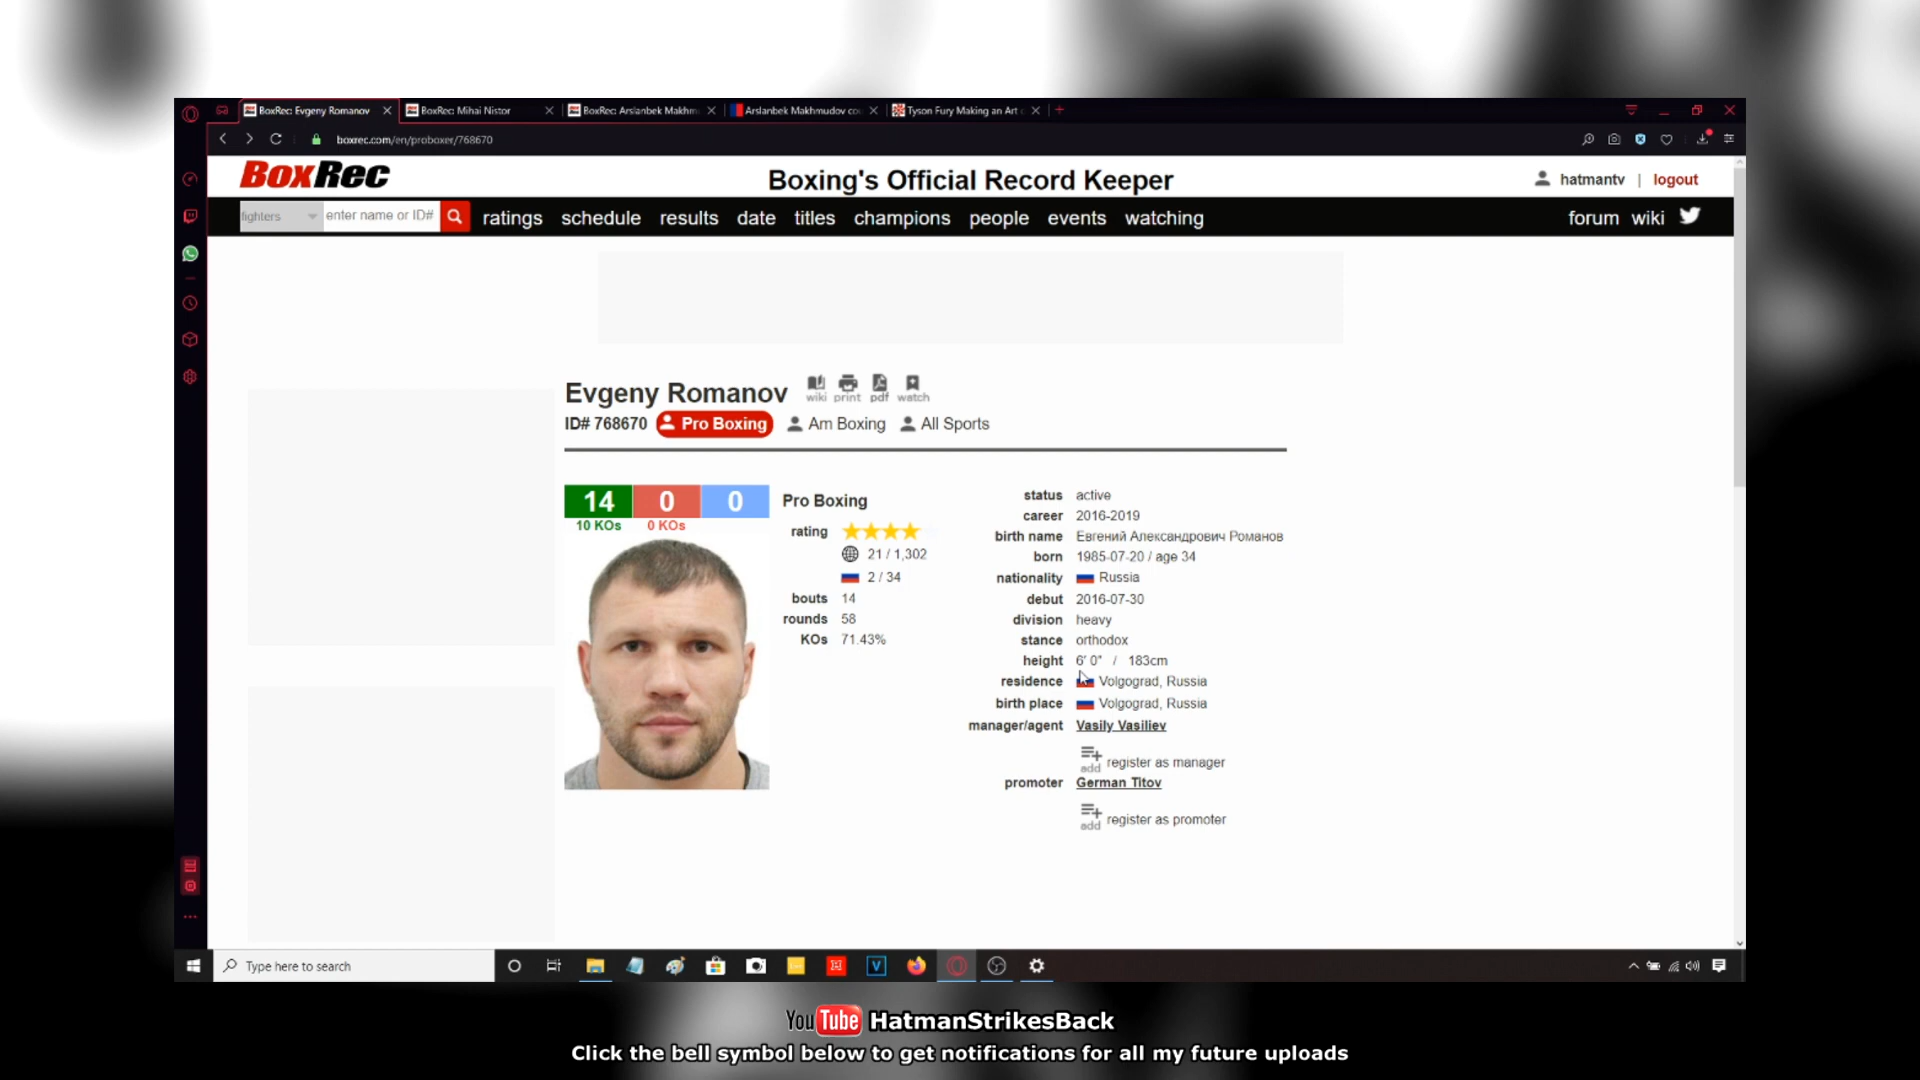 BoxRec: Evgeny Romanov
BoxRec: Mihai Nistor
BoxRec: Arslanbek Makhm
Arslanbek Makhmudov co
Tyson Fury Making an Art
boxrec.com/en/proboxer/768670
BoxRec
Boxing's Official Record Keeper
hatmantv | logout
fighters
enter name or ID#
ratings schedule results date titles champions people events watching
forum wiki
Evgeny Romanov
wiki print pdf watch
ID# 768670 Pro Boxing Am Boxing All Sports
14 0 0
10 KOs 0 KOs
Pro Boxing
rating
21 / 1,302
2 / 34
bouts 14
rounds 58
KOs 71.43%
status active
career 2016-2019
birth name Евгений Александрович Романов
born 1985-07-20 / age 34
nationality Russia
debut 2016-07-30
division heavy
stance orthodox
height 6' 0" / 183cm
residence Volgograd, Russia
birth place Volgograd, Russia
manager/agent Vasily Vasiliev
add register as manager
promoter German Titov
add register as promoter
Type here to search
YouTube HatmanStrikesBack
Click the bell symbol below to get notifications for all my future uploads